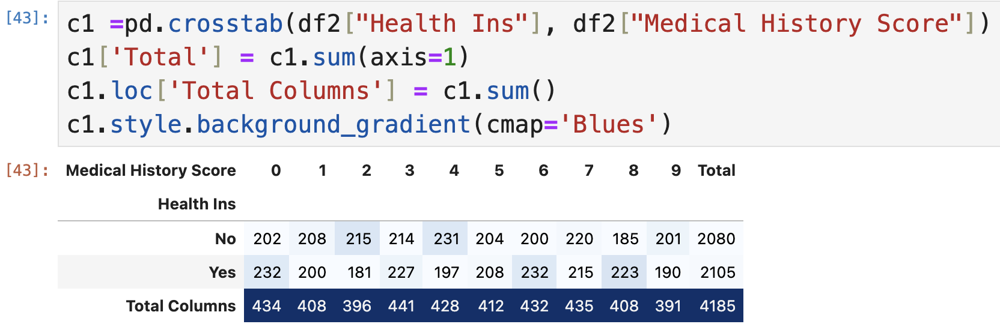 [43]: c1 =pd.crosstab(df2["Health Ins"], df2["Medical History Score"])
c1['Total'] = c1.sum(axis=1)
c1.loc['Total Columns'] = c1.sum()
c1.style.background_gradient(cmap='Blues')
[43]: Medical History Score 0 1 2 3 4 5 6 7 8 9 Total
Health Ins
No 202 208 215 214 231 204 200 220 185 201 2080
Yes 232 200 181 227 197 208 232 215 223 190 2105
Total Columns 434 408 396 441 428 412 432 435 408 391 4185